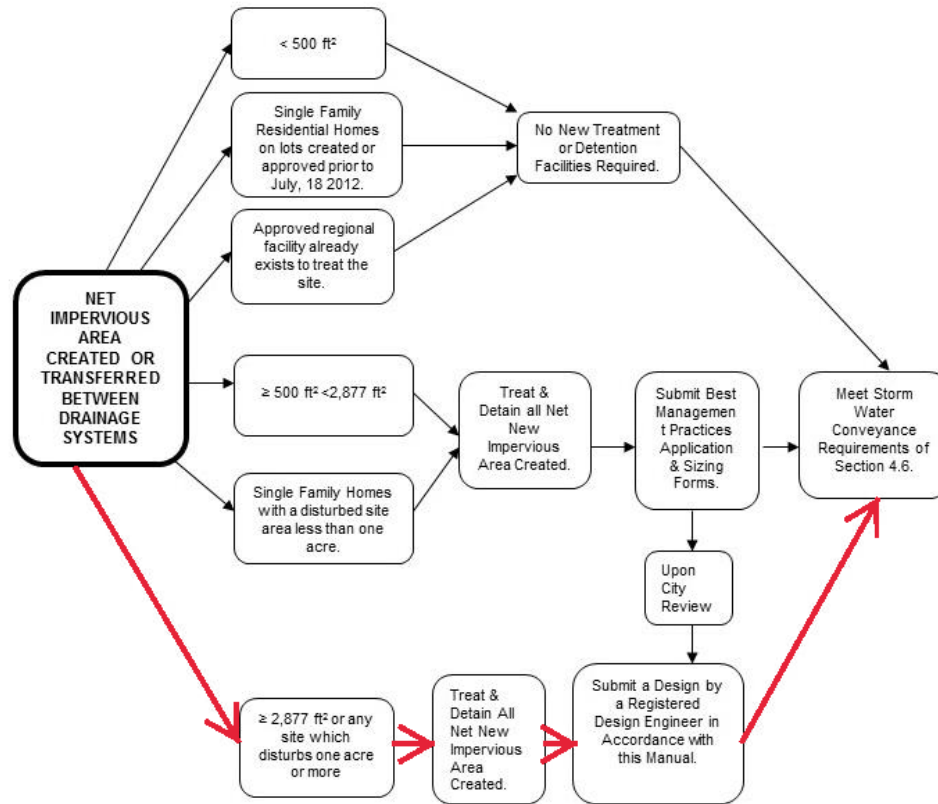 < 500 ft²
Single Family
Residential Homes
on lots created or
approved prior to
July, 18 2012.
No New Treatment
or Detention
Facilities Required.
Approved regional
facility already
exists to treat the
site.
NET
IMPERVIOUS
AREA
CREATED OR
TRANSFERRED
BETWEEN
DRAINAGE
SYSTEMS
≥ 500 ft² <2,877 ft²
Single Family Homes
with a disturbed site
area less than one
acre.
Treat &
Detain all Net
New
Impervious
Area Created.
Submit Best
Managemen
t Practices
Application
& Sizing
Forms.
Meet Storm
Water
Conveyance
Requirements of
Section 4.6.
Upon
City
Review
≥ 2,877 ft² or any
site which
disturbs one acre
or more
Treat &
Detain All
Net New
Impervious
Area
Created.
Submit a Design by
a Registered
Design Engineer in
Accordance with
this Manual.